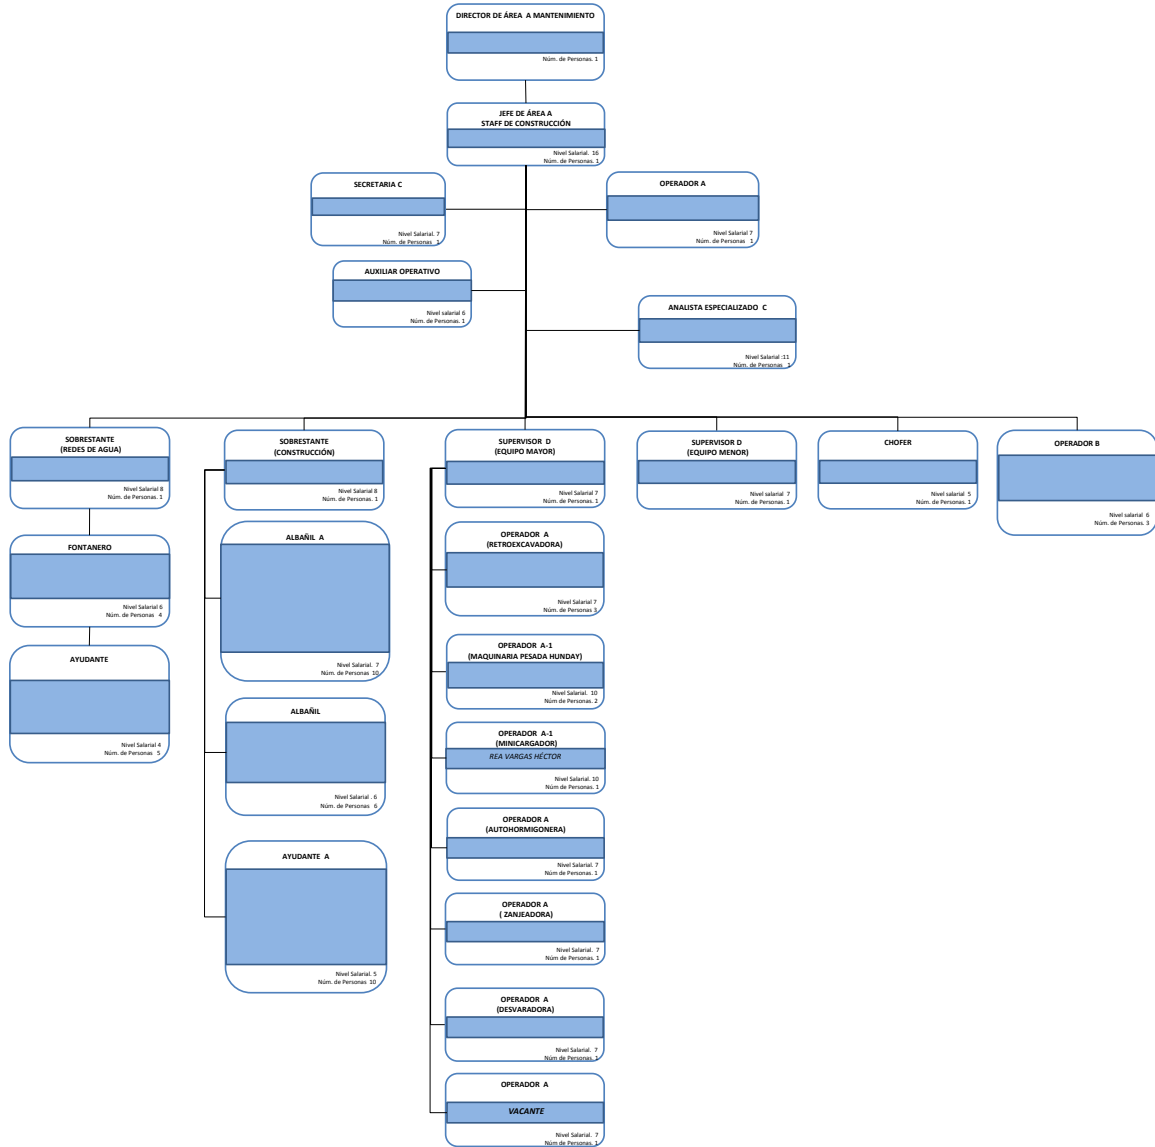 DIRECTOR DE ÁREA A MANTENIMIENTO
Núm. de Personas. 1
JEFE DE ÁREA A
STAFF DE CONSTRUCCIÓN
Nivel Salarial. 16
Núm. de Personas. 1
SECRETARIA C
Nivel Salarial. 7
Núm. de Personas 1
OPERADOR A
Nivel Salarial 7
Núm. de Personas 1
AUXILIAR OPERATIVO
Nivel salarial 6
Núm. de Personas. 1
ANALISTA ESPECIALIZADO C
Nivel Salarial :11
Núm. de Personas 1
SOBRESTANTE
(REDES DE AGUA)
Nivel Salarial 8
Núm. de Personas. 1
FONTANERO
Nivel Salarial 6
Núm. de Personas 4
AYUDANTE
Nivel Salarial 4
Núm. de Personas 5
SOBRESTANTE
(CONSTRUCCIÓN)
Nivel Salarial 8
Núm. de Personas. 1
ALBAÑIL A
Nivel Salarial. 7
Núm. de Personas 10
ALBAÑIL
Nivel Salarial . 6
Núm. de Personas 6
AYUDANTE A
Nivel Salarial. 5
Núm. de Personas 10
SUPERVISOR D
(EQUIPO MAYOR)
Nivel Salarial 7
Núm. de Personas. 1
OPERADOR A
(RETROEXCAVADORA)
Nivel Salarial 7
Núm de Personas 3
OPERADOR A-1
(MAQUINARIA PESADA HUNDAY)
Nivel Salarial. 10
Núm de Personas. 2
OPERADOR A-1
(MINICARGADOR)
REA VARGAS HÉCTOR
Nivel Salarial. 10
Núm de Personas. 1
OPERADOR A
(AUTOHORMIGONERA)
Nivel Salarial. 7
Núm de Personas. 1
OPERADOR A
( ZANJEADORA)
Nivel Salarial. 7
Núm de Personas. 1
OPERADOR A
(DESVARADORA)
Nivel Salarial. 7
Núm de Personas. 1
OPERADOR A
VACANTE
Nivel Salarial. 7
Núm de Personas 1
SUPERVISOR D
(EQUIPO MENOR)
Nivel salarial 7
Núm. de Personas. 1
CHOFER
Nivel salarial 5
Núm. de Personas. 1
OPERADOR B
Nivel salarial 6
Núm. de Personas. 3